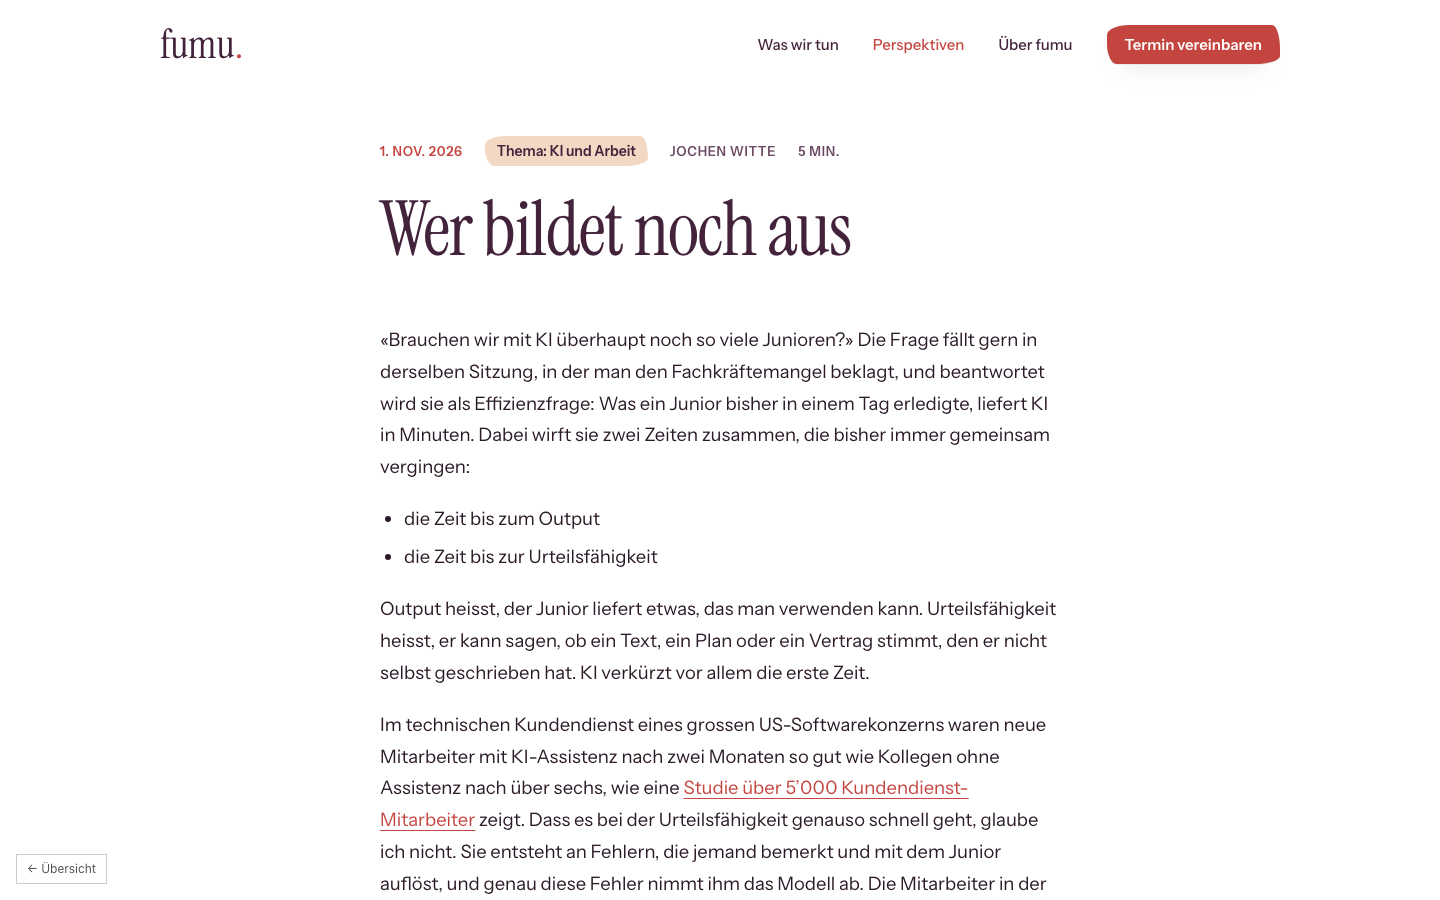 fumu.
Was wir tun
Perspektiven
Über fumu
Termin vereinbaren
1. NOV. 2026
Thema: KI und Arbeit
JOCHEN WITTE
5 MIN.
Wer bildet noch aus
«Brauchen wir mit KI überhaupt noch so viele Junioren?» Die Frage fällt gern in
derselben Sitzung, in der man den Fachkräftemangel beklagt, und beantwortet
wird sie als Effizienzfrage: Was ein Junior bisher in einem Tag erledigte, liefert KI
in Minuten. Dabei wirft sie zwei Zeiten zusammen, die bisher immer gemeinsam
vergingen:
• die Zeit bis zum Output
• die Zeit bis zur Urteilsfähigkeit
Output heisst, der Junior liefert etwas, das man verwenden kann. Urteilsfähigkeit
heisst, er kann sagen, ob ein Text, ein Plan oder ein Vertrag stimmt, den er nicht
selbst geschrieben hat. KI verkürzt vor allem die erste Zeit.
Im technischen Kundendienst eines grossen US-Softwarekonzerns waren neue
Mitarbeiter mit KI-Assistenz nach zwei Monaten so gut wie Kollegen ohne
Assistenz nach über sechs, wie eine Studie über 5’000 Kundendienst-
Mitarbeiter zeigt. Dass es bei der Urteilsfähigkeit genauso schnell geht, glaube
ich nicht. Sie entsteht an Fehlern, die jemand bemerkt und mit dem Junior
auflöst, und genau diese Fehler nimmt ihm das Modell ab. Die Mitarbeiter in der
← Übersicht